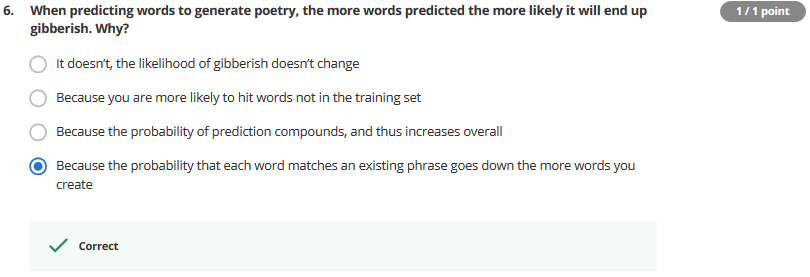 6. When predicting words to generate poetry, the more words predicted the more likely it will end up 1 / 1 point
gibberish. Why?
It doesn't, the likelihood of gibberish doesn't change
Because you are more likely to hit words not in the training set
Because the probability of prediction compounds, and thus increases overall
Because the probability that each word matches an existing phrase goes down the more words you
create
Correct